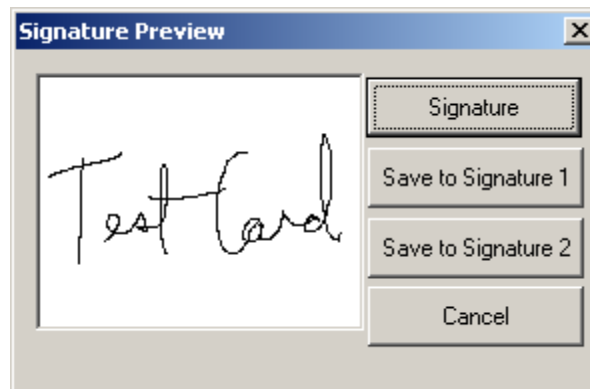 Signature Preview
Test Card
Signature
Save to Signature 1
Save to Signature 2
Cancel